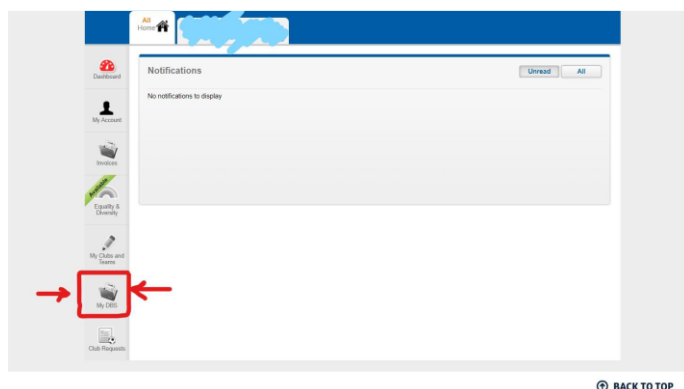 All
Home
Dashboard
Notifications
Unread
All
No notifications to display
My Account
Invoices
Available
Equality &
Diversity
My Clubs and
Teams
My DBS
Club Requests
BACK TO TOP